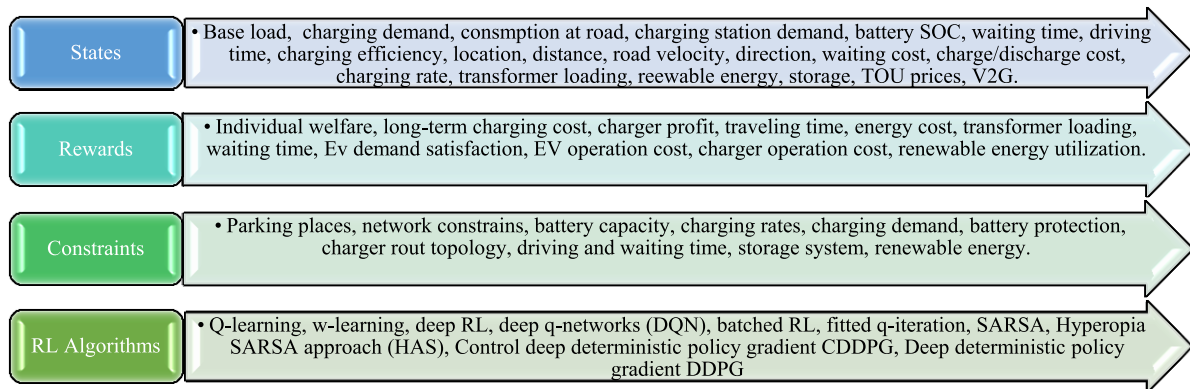 States
• Base load, charging demand, consmption at road, charging station demand, battery SOC, waiting time, driving
time, charging efficiency, location, distance, road velocity, direction, waiting cost, charge/discharge cost,
charging rate, transformer loading, reewable energy, storage, TOU prices, V2G.
Rewards
• Individual welfare, long-term charging cost, charger profit, traveling time, energy cost, transformer loading,
waiting time, Ev demand satisfaction, EV operation cost, charger operation cost, renewable energy utilization.
Constraints
• Parking places, network constrains, battery capacity, charging rates, charging demand, battery protection,
charger rout topology, driving and waiting time, storage system, renewable energy.
RL Algorithms
• Q-learning, w-learning, deep RL, deep q-networks (DQN), batched RL, fitted q-iteration, SARSA, Hyperopia
SARSA approach (HAS), Control deep deterministic policy gradient CDDPG, Deep deterministic policy
gradient DDPG